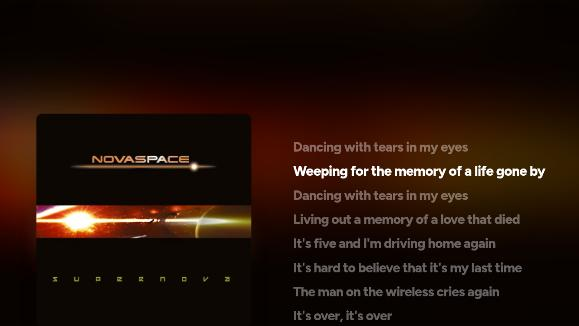 NOVASPACE
SUPERNOVA
Dancing with tears in my eyes
Weeping for the memory of a life gone by
Dancing with tears in my eyes
Living out a memory of a love that died
It's five and I'm driving home again
It's hard to believe that it's my last time
The man on the wireless cries again
It's over, it's over